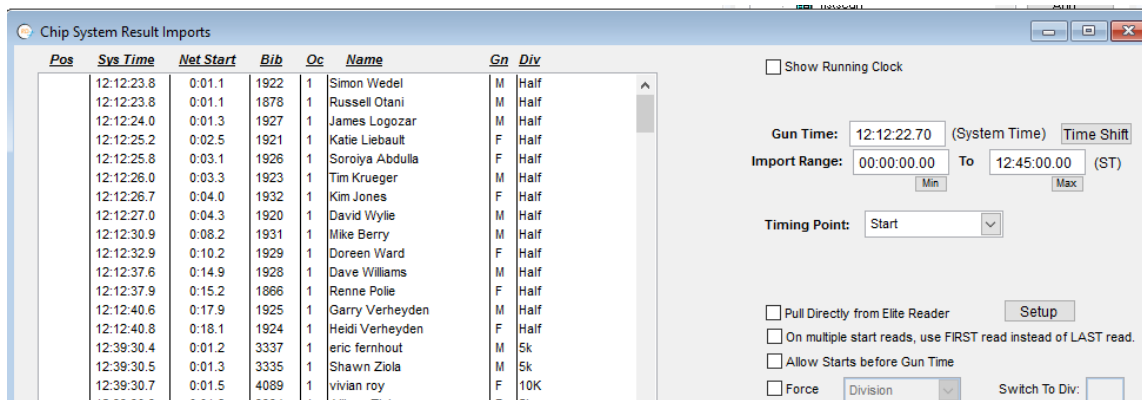 Chip System Result Imports
Pos Sys Time Net Start Bib Oc Name Gn Div
12:12:23.8 0:01.1 1922 1 Simon Wedel M Half
12:12:23.8 0:01.1 1878 1 Russell Otani M Half
12:12:24.0 0:01.3 1927 1 James Logozar M Half
12:12:25.2 0:02.5 1921 1 Katie Liebault F Half
12:12:25.8 0:03.1 1926 1 Soroiya Abdulla F Half
12:12:26.0 0:03.3 1923 1 Tim Krueger M Half
12:12:26.7 0:04.0 1932 1 Kim Jones F Half
12:12:27.0 0:04.3 1920 1 David Wylie M Half
12:12:30.9 0:08.2 1931 1 Mike Berry M Half
12:12:32.9 0:10.2 1929 1 Doreen Ward F Half
12:12:37.6 0:14.9 1928 1 Dave Williams M Half
12:12:37.9 0:15.2 1866 1 Renne Polie F Half
12:12:40.6 0:17.9 1925 1 Garry Verheyden M Half
12:12:40.8 0:18.1 1924 1 Heidi Verheyden F Half
12:39:30.4 0:01.2 3337 1 eric fernhout M 5k
12:39:30.5 0:01.3 3335 1 Shawn Ziola M 5k
12:39:30.7 0:01.5 4089 1 vivian roy F 10K
Show Running Clock
Gun Time: 12:12:22.70 (System Time) Time Shift
Import Range: 00:00:00.00 To 12:45:00.00 (ST)
Min Max
Timing Point: Start
Pull Directly from Elite Reader Setup
On multiple start reads, use FIRST read instead of LAST read.
Allow Starts before Gun Time
Force Division Switch To Div: